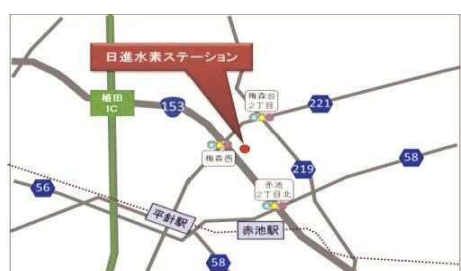 日進水素ステーション
植田
IC
153
梅森台
2丁目
221
梅森西
219
58
赤池
2丁目北
56
平針駅
赤池駅
58